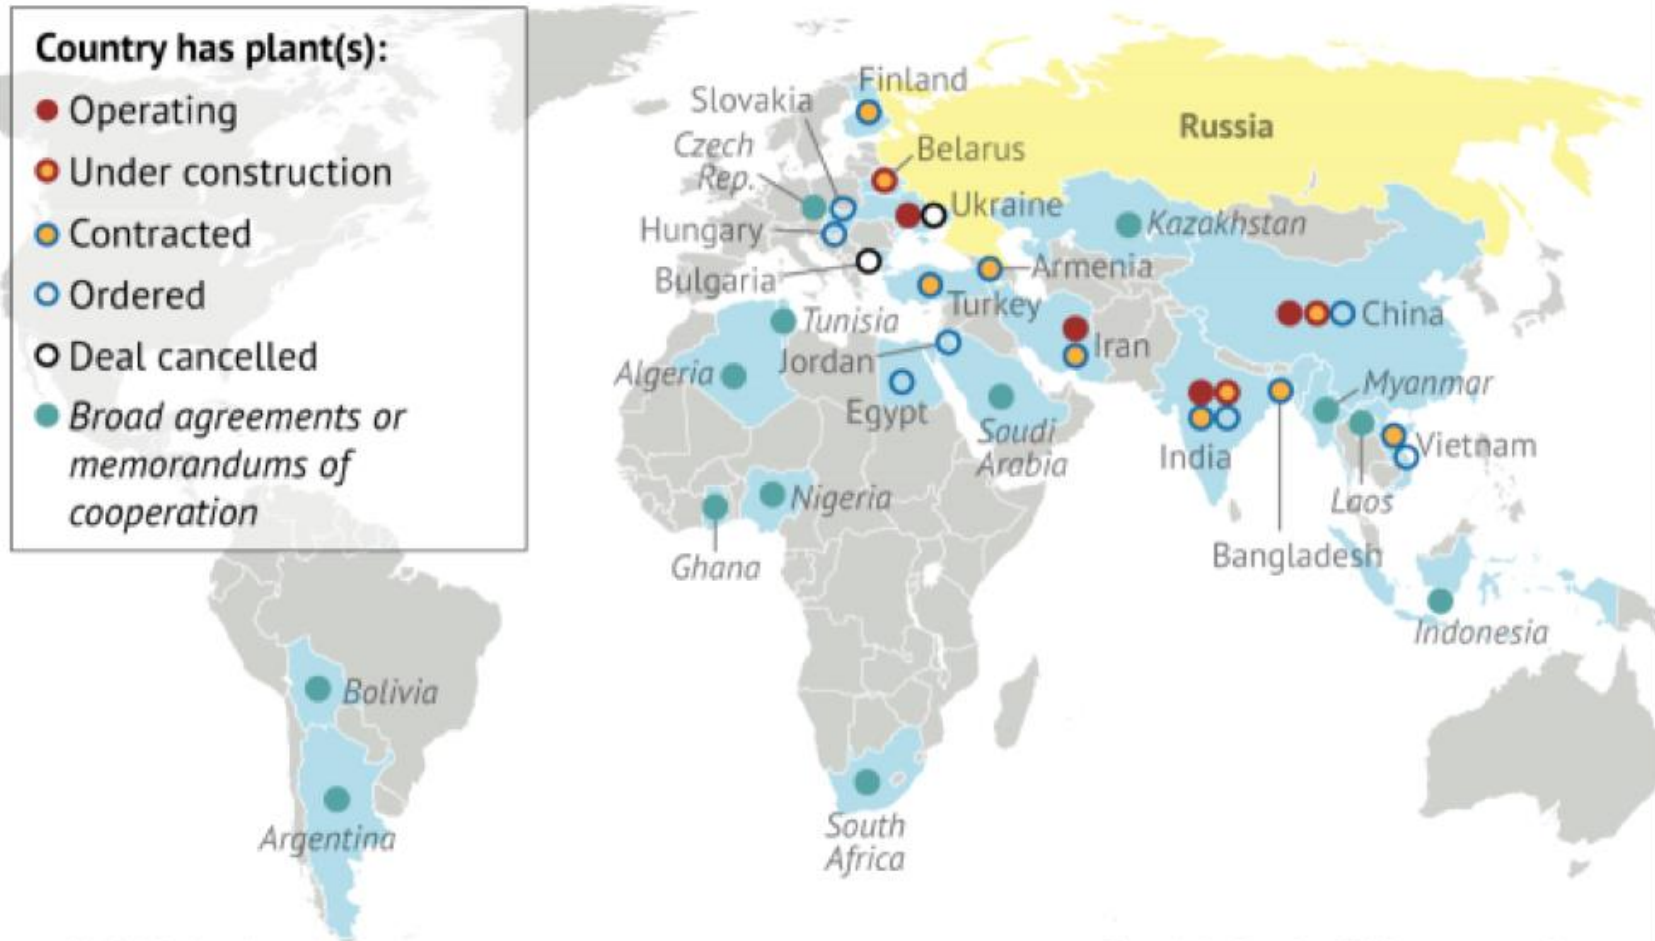 Country has plant(s):
Operating
Under construction
Contracted
Ordered
Deal cancelled
Broad agreements or
memorandums of
cooperation
Finland
Slovakia
Czech
Rep.
Belarus
Russia
Ukraine
Hungary
Kazakhstan
Bulgaria
Armenia
Turkey
Tunisia
China
Jordan
Iran
Algeria
Egypt
Myanmar
Saudi
Arabia
India
Vietnam
Nigeria
Laos
Ghana
Bangladesh
Indonesia
Bolivia
Argentina
South
Africa